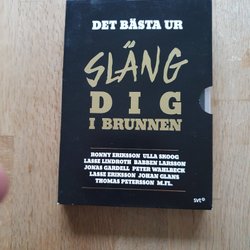 DET BÄSTA UR
SLÄNG
DIG
I BRUNNEN
RONNY ERIKSSON ULLA SKOOG
LASSE LINDROTH BABBEN LARSSON
JONAS GARDELL PETER WAHLBECK
LASSE ERIKSSON JOHAN GLANS
THOMAS PETERSSON M.FL.
svt